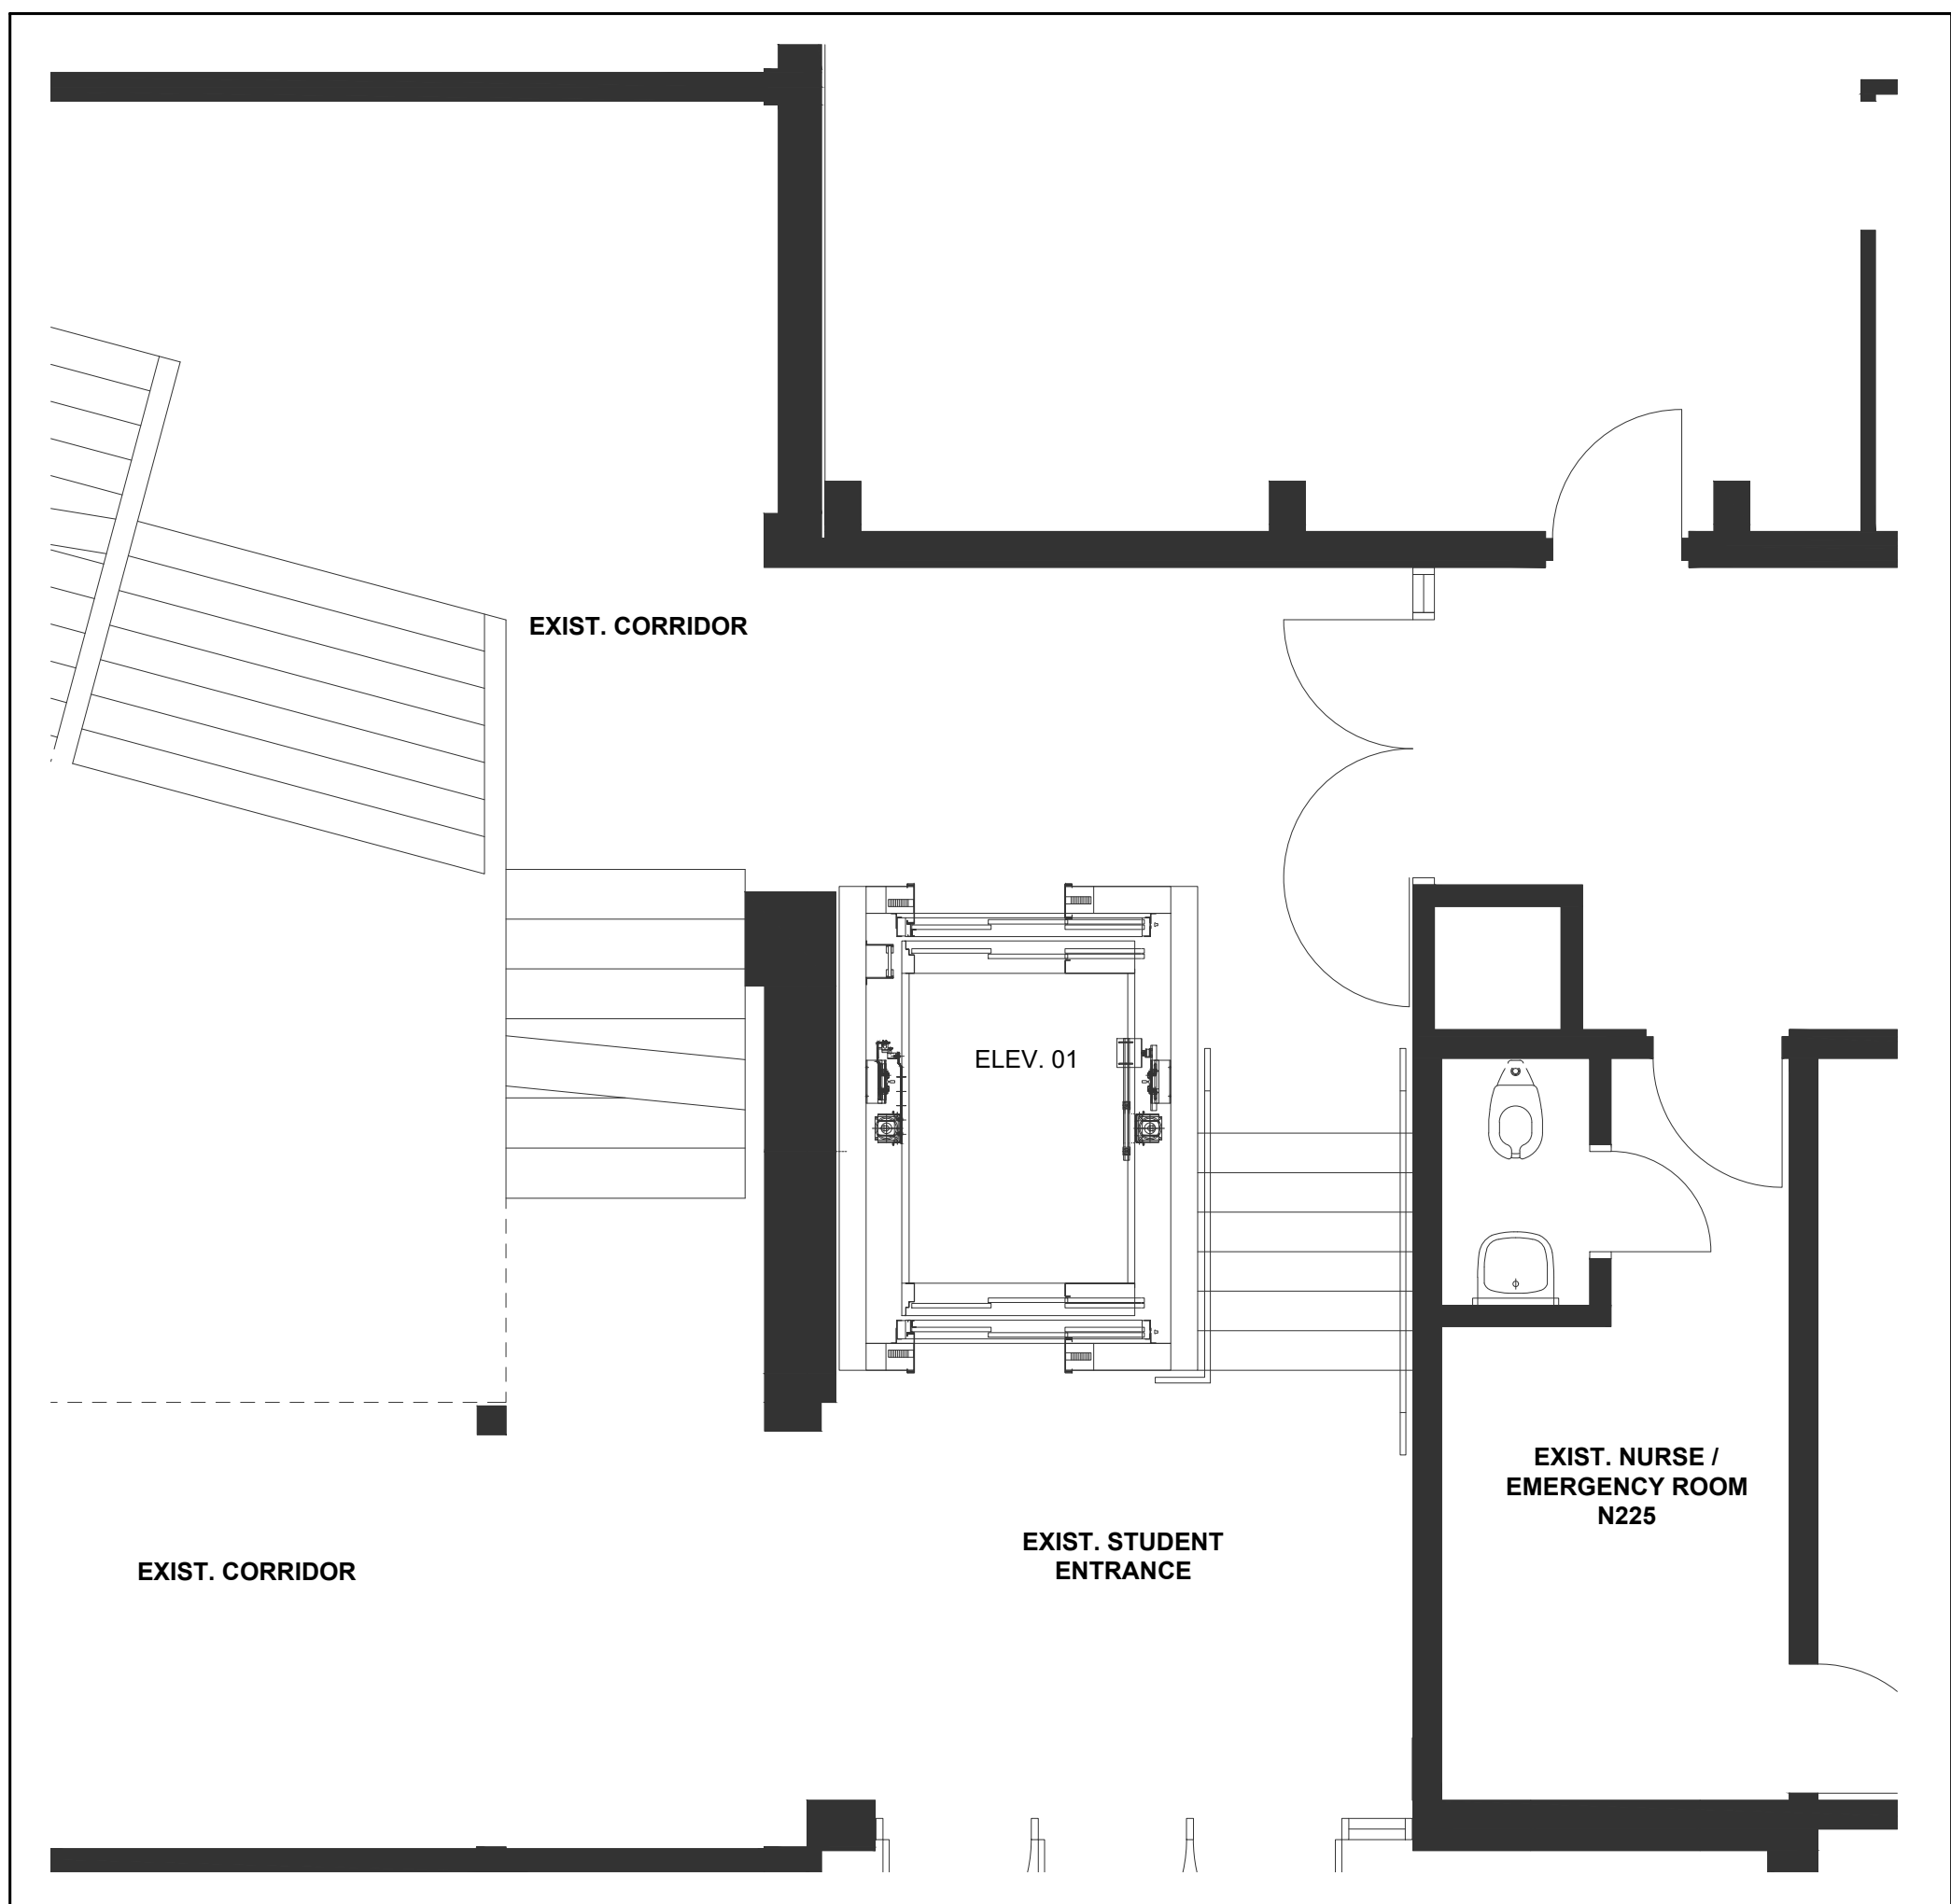 EXIST. CORRIDOR
ELEV. 01
EXIST. NURSE /
EMERGENCY ROOM
N225
EXIST. STUDENT
ENTRANCE
EXIST. CORRIDOR